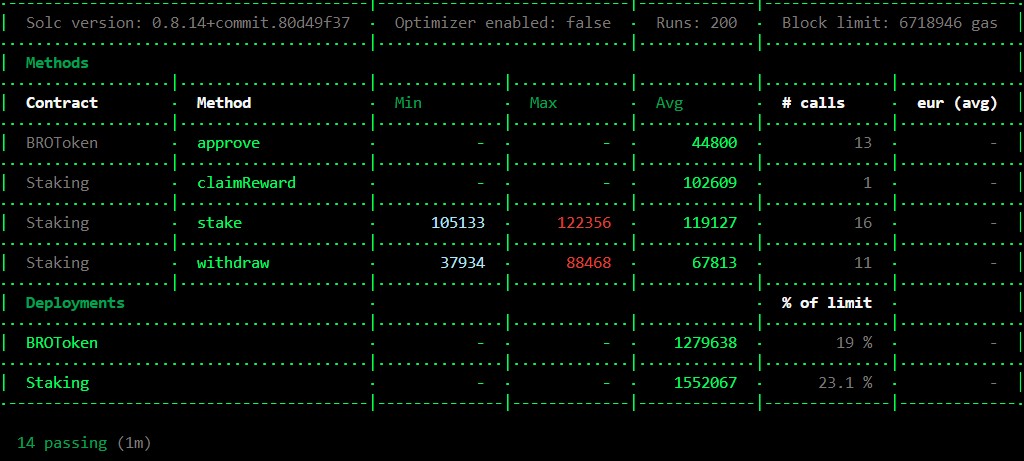 Solc version: 0.8.14+commit.80d49f37 Optimizer enabled: false Runs: 200 Block limit: 6718946 gas
Methods
Contract Method Min Max Avg # calls eur (avg)
BROToken approve - - 44800 13 -
Staking claimReward - - 102609 1 -
Staking stake 105133 122356 119127 16 -
Staking withdraw 37934 88468 67813 11 -
Deployments % of limit
BROToken - - 1279638 19 % -
Staking - - 1552067 23.1 % -
14 passing (1m)